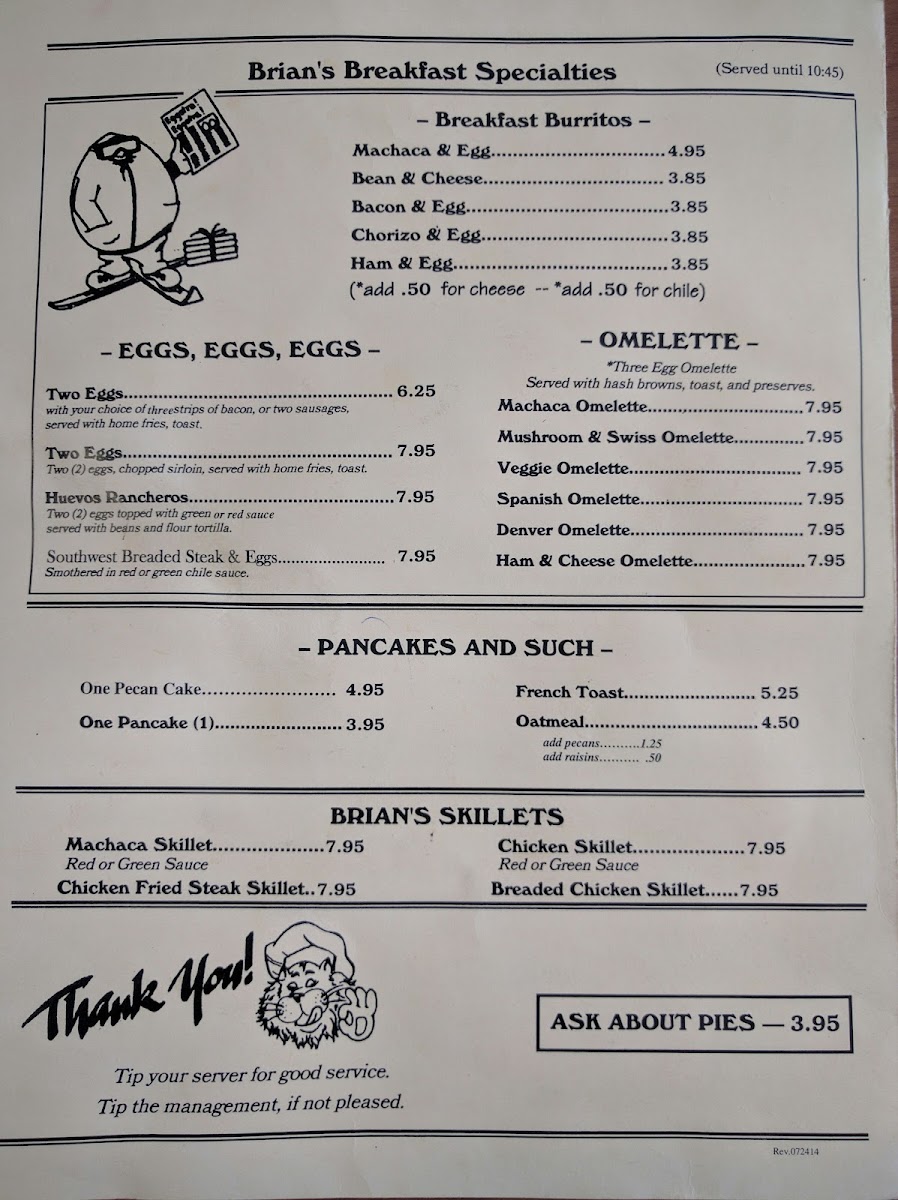 Brian's Breakfast Specialties (Served until 10:45)
– Breakfast Burritos –
Machaca & Egg..................................4.95
Bean & Cheese................................... 3.85
Bacon & Egg.......................................3.85
Chorizo & Egg....................................3.85
Ham & Egg.........................................3.85
(*add .50 for cheese -- *add .50 for chile)
– EGGS, EGGS, EGGS –
Two Eggs..................................................... 6.25
with your choice of three strips of bacon, or two sausages,
served with home fries, toast.
Two Eggs..................................................... 7.95
Two (2) eggs, chopped sirloin, served with home fries, toast.
Huevos Rancheros........................................7.95
Two (2) eggs topped with green or red sauce
served with beans and flour tortilla.
Southwest Breaded Steak & Eggs...................... 7.95
Smothered in red or green chile sauce.
– OMELETTE –
*Three Egg Omelette
Served with hash browns, toast, and preserves.
Machaca Omelette..............................7.95
Mushroom & Swiss Omelette.............7.95
Veggie Omelette................................. 7.95
Spanish Omelette................................ 7.95
Denver Omelette..................................7.95
Ham & Cheese Omelette.....................7.95
– PANCAKES AND SUCH –
One Pecan Cake....................... 4.95
One Pancake (1)........................ 3.95
French Toast.......................... 5.25
Oatmeal.................................. 4.50
add pecans..........1.25
add raisins.......... .50
BRIAN'S SKILLETS
Machaca Skillet.....................7.95
Red or Green Sauce
Chicken Fried Steak Skillet..7.95
Chicken Skillet.....................7.95
Red or Green Sauce
Breaded Chicken Skillet......7.95
Thank You!
ASK ABOUT PIES — 3.95
Tip your server for good service.
Tip the management, if not pleased.
Rev.072414